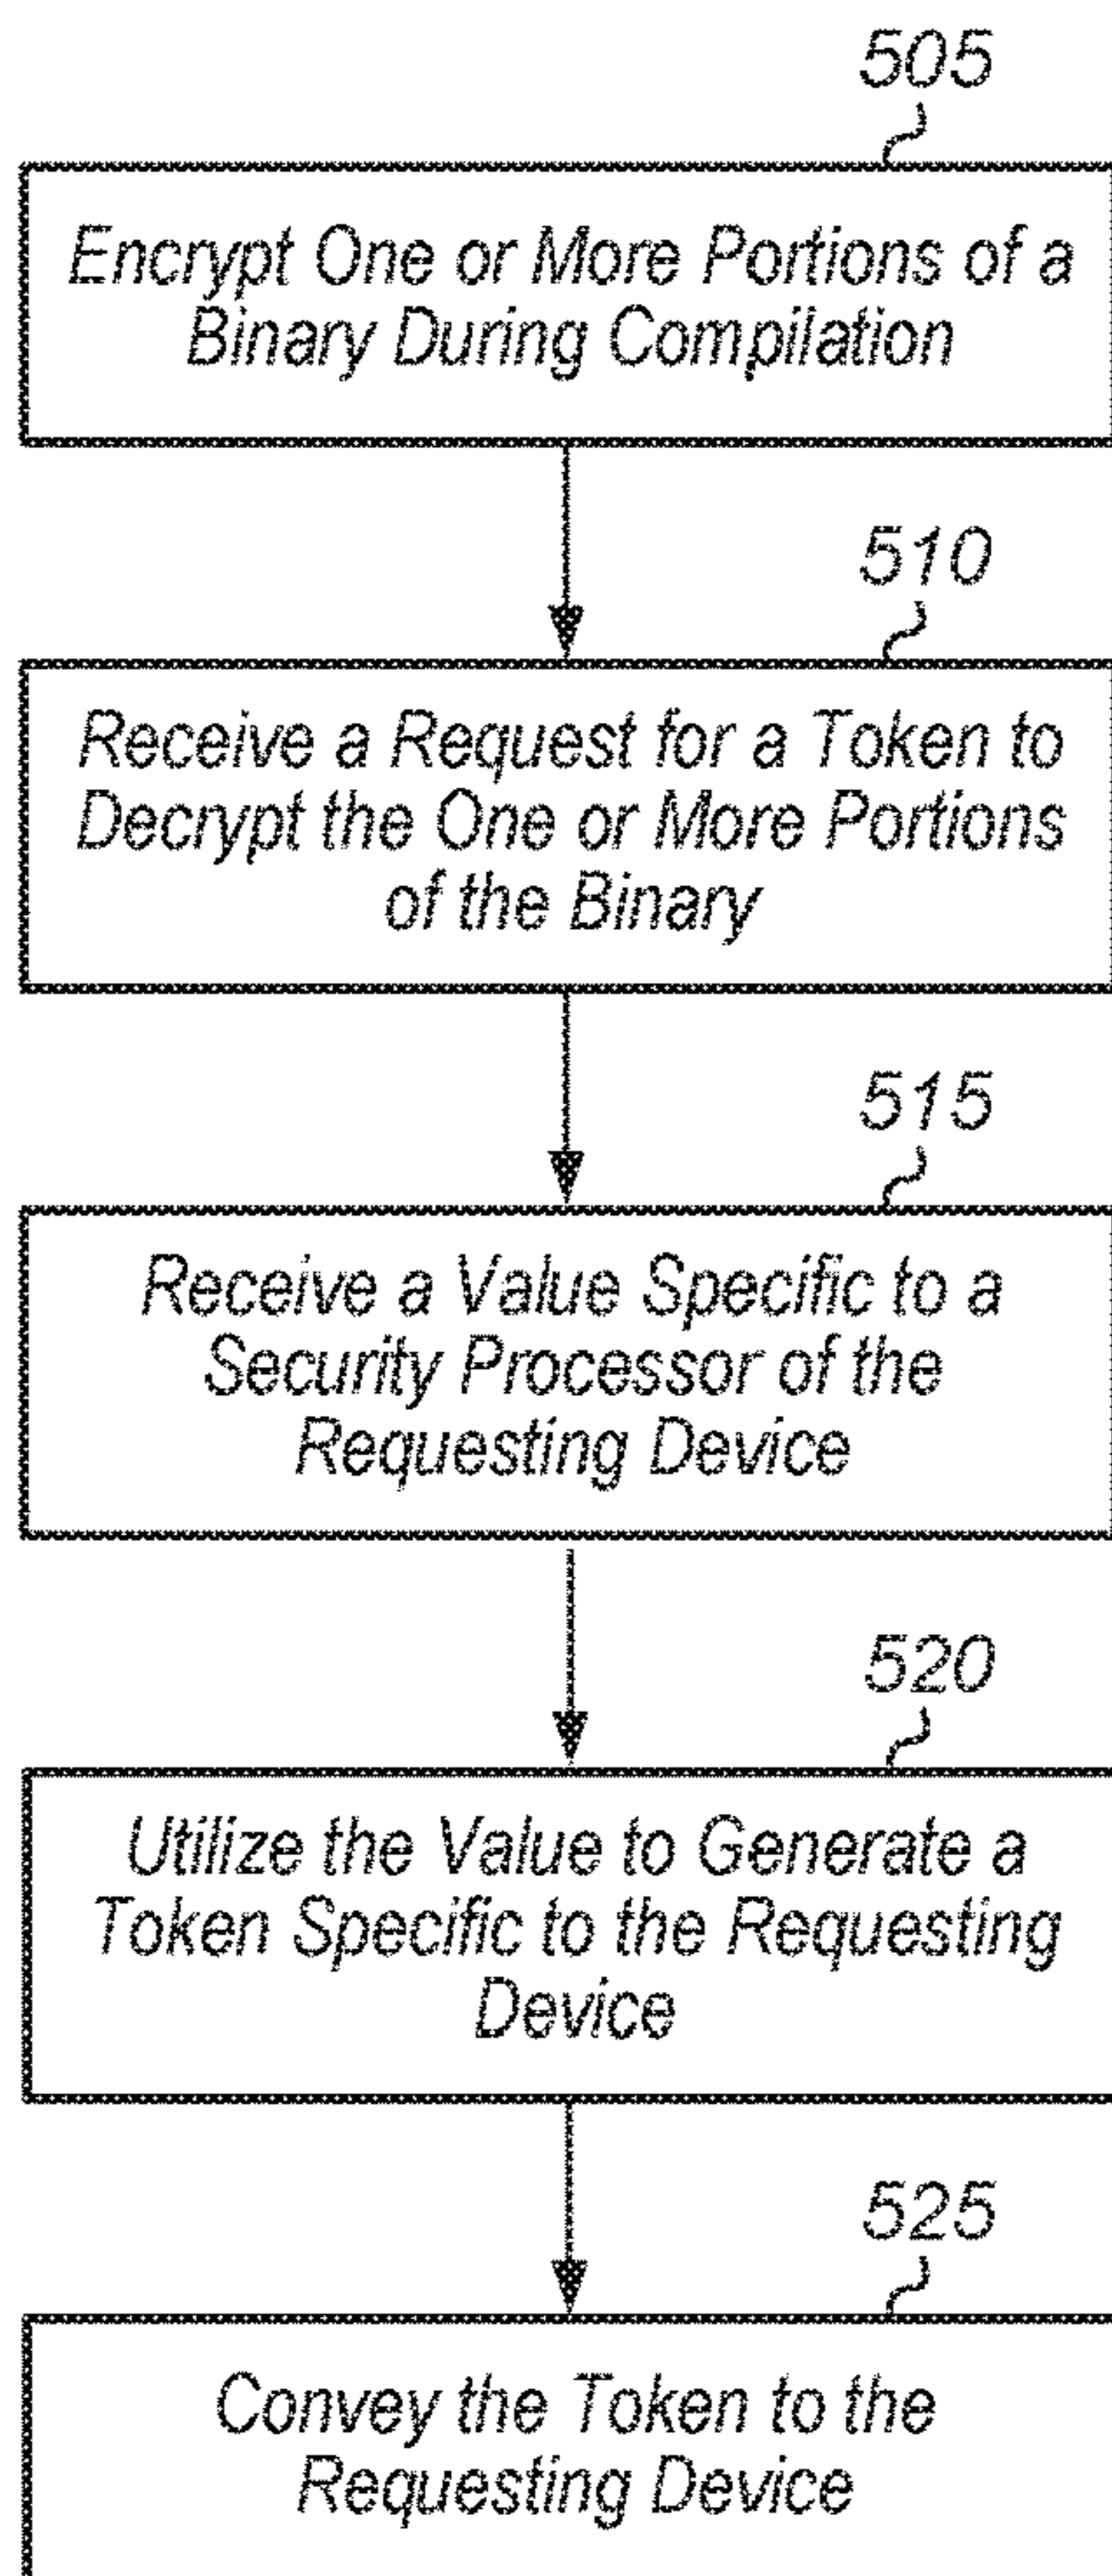 505
Encrypt One or More Portions of a
Binary During Compilation
510
Receive a Request for a Token to
Decrypt the One or More Portions
of the Binary
515
Receive a Value Specific to a
Security Processor of the
Requesting Device
520
Utilize the Value to Generate a
Token Specific to the Requesting
Device
525
Convey the Token to the
Requesting Device